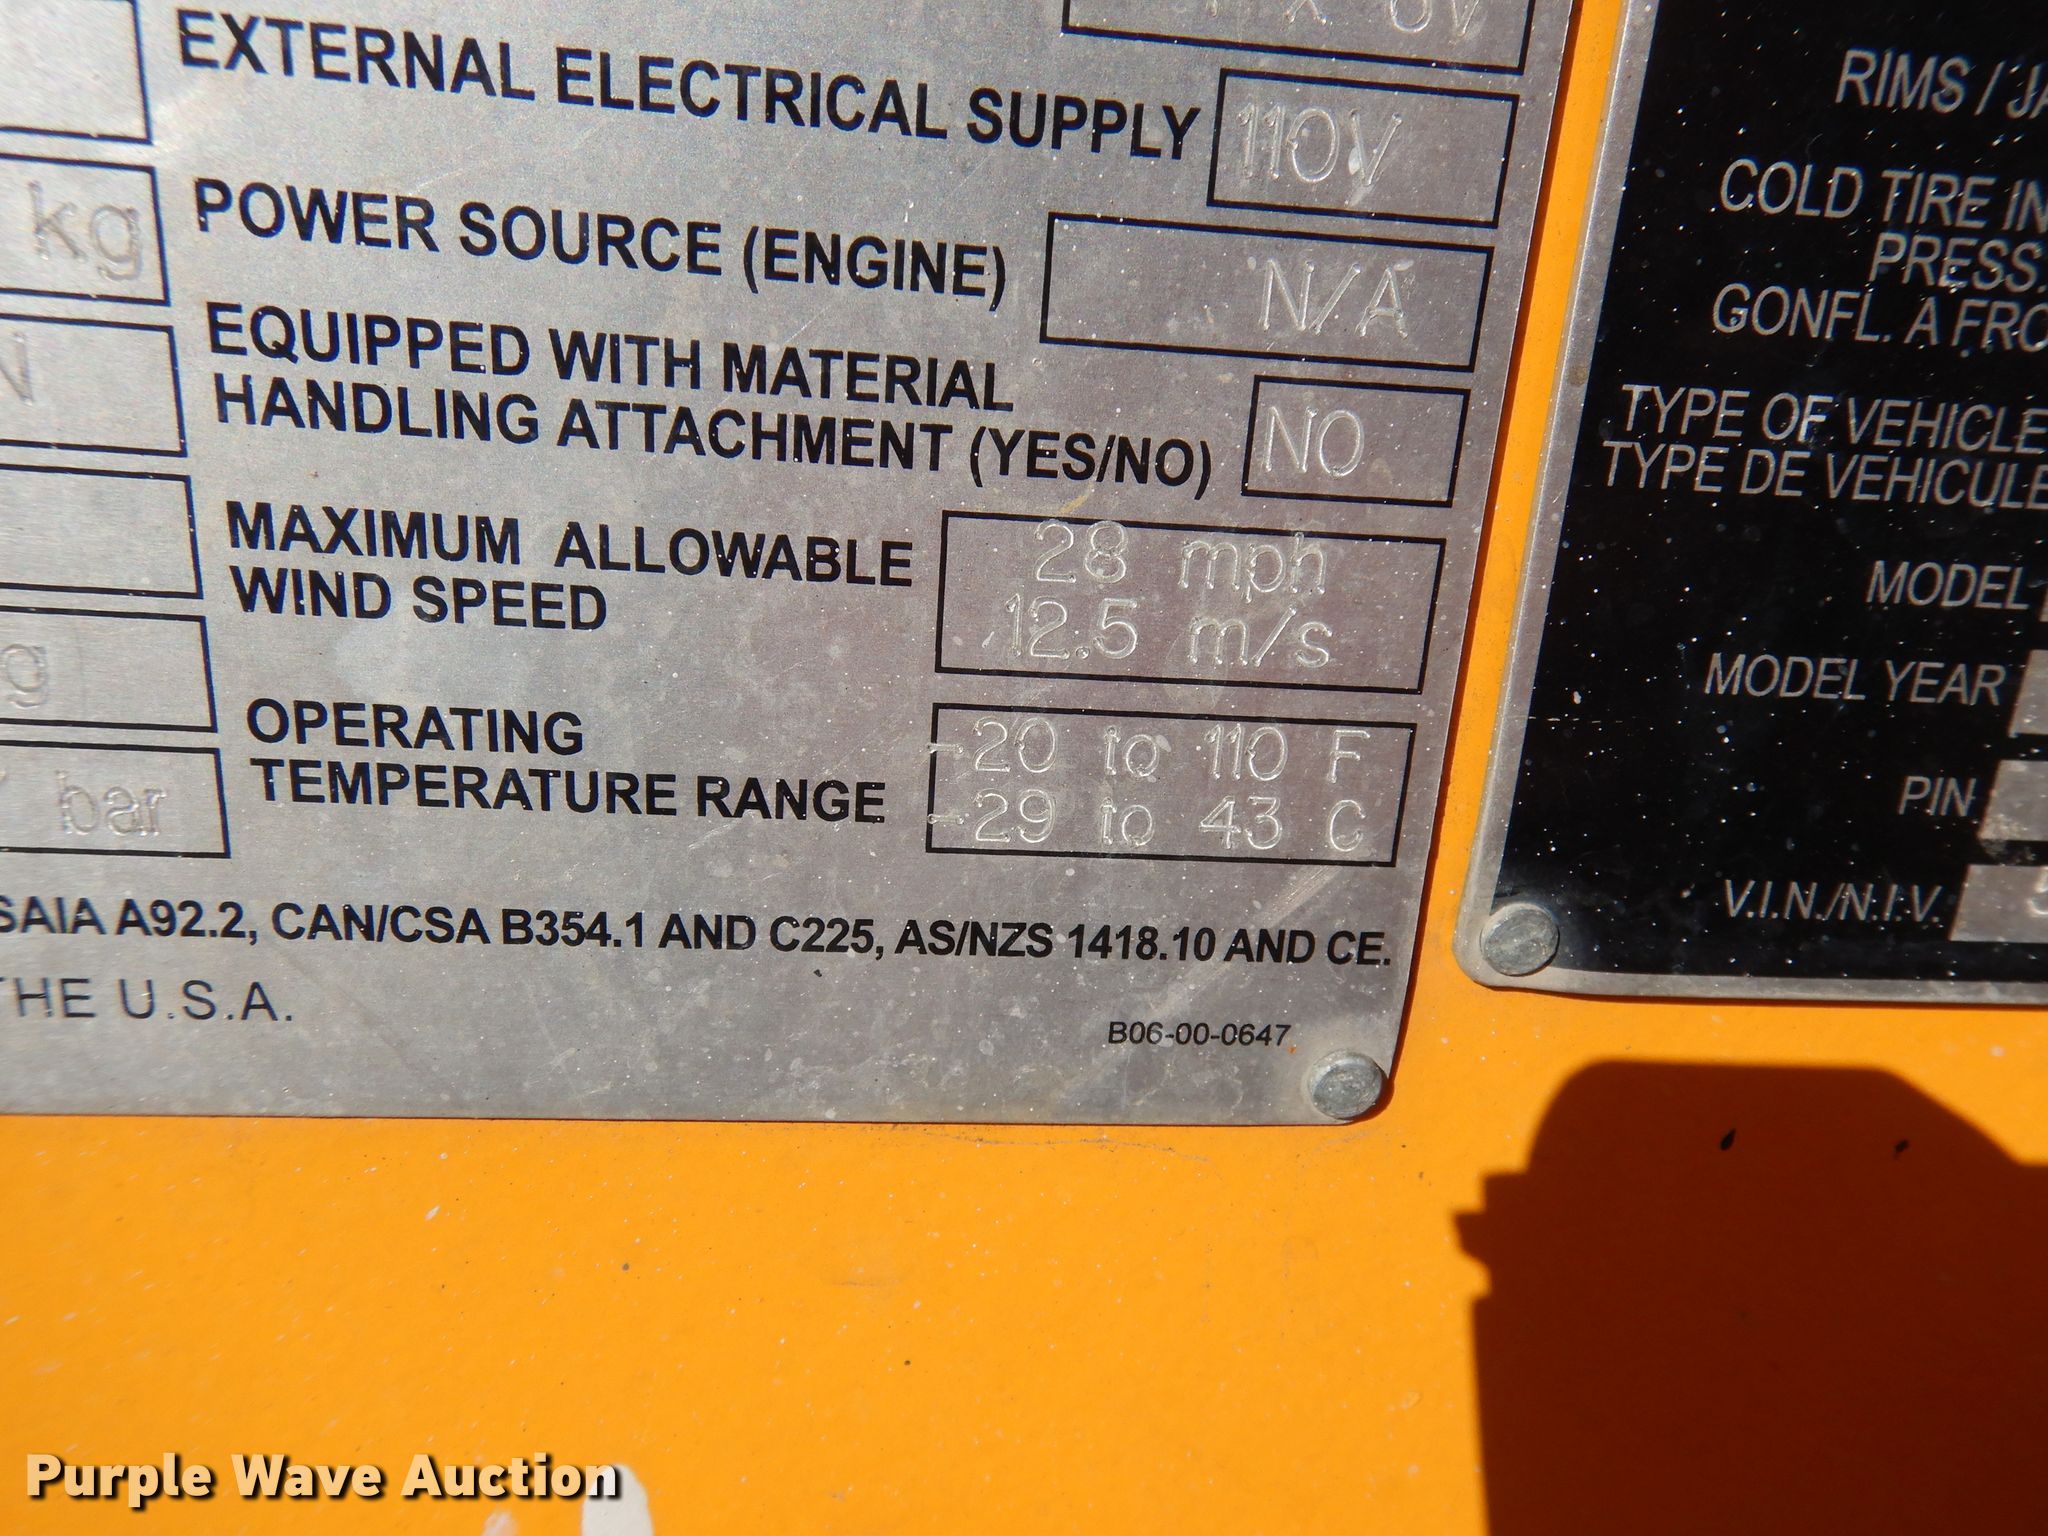 EXTERNAL ELECTRICAL SUPPLY 110V
kg
POWER SOURCE (ENGINE) N/A
EQUIPPED WITH MATERIAL
HANDLING ATTACHMENT (YES/NO) NO
MAXIMUM ALLOWABLE
WIND SPEED
28 mph
12.5 m/s
OPERATING
TEMPERATURE RANGE
-20 to 110 F
-29 to 43 C
bar
SAIA A92.2, CAN/CSA B354.1 AND C225, AS/NZS 1418.10 AND CE.
THE U.S.A.
B06-00-0647
RIMS / JA
COLD TIRE IN
PRESS.
GONFL. A FRO
TYPE OF VEHICLE
TYPE DE VEHICULE
MODEL
MODEL YEAR
PIN
V.I.N./N.I.V. 5
Purple Wave Auction